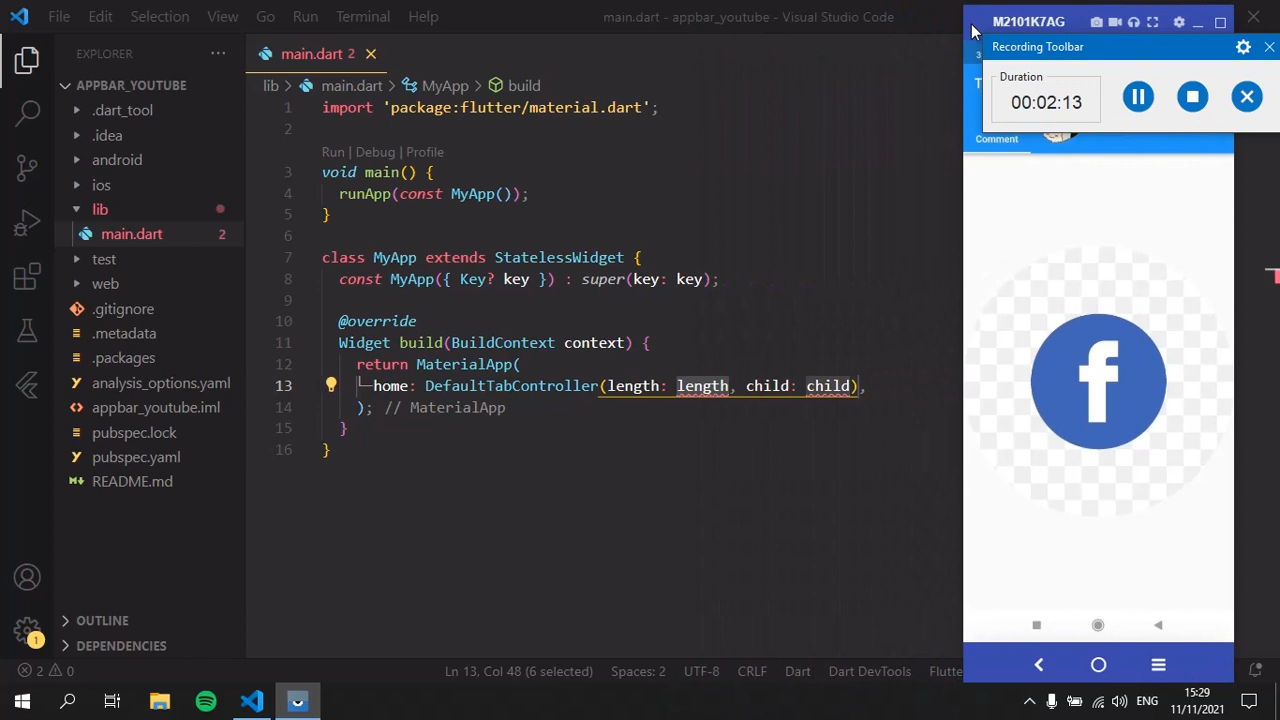 File Edit Selection View Go Run Terminal Help
main.dart - appbar_youtube - Visual Studio Code
M2101K7AG
Recording Toolbar
Duration
00:02:13
Comment
f
EXPLORER
APPBAR_YOUTUBE
.dart_tool
.idea
android
ios
lib
main.dart 2
test
web
.gitignore
.metadata
.packages
analysis_options.yaml
appbar_youtube.iml
pubspec.lock
pubspec.yaml
README.md
OUTLINE
DEPENDENCIES
main.dart 2
lib main.dart MyApp build
1 import 'package:flutter/material.dart';
2
Run | Debug | Profile
3 void main() {
4 runApp(const MyApp());
5 }
6
7 class MyApp extends StatelessWidget {
8 const MyApp({ Key? key }) : super(key: key);
9
10 @override
11 Widget build(BuildContext context) {
12 return MaterialApp(
13 home: DefaultTabController(length: length, child: child),
14 ); // MaterialApp
15 }
16 }
1
2 0
Ln 13, Col 48 (6 selected) Spaces: 2 UTF-8 CRLF Dart Dart DevTools
ENG
15:29
11/11/2021